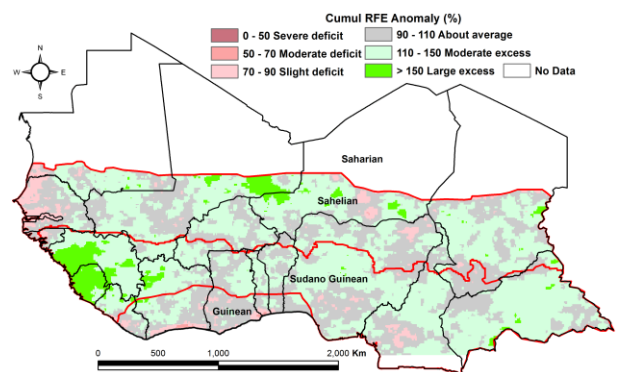 Cumul RFE Anomaly (%)
0 - 50 Severe deficit
90 - 110 About average
50 - 70 Moderate deficit
110 - 150 Moderate excess
70 - 90 Slight deficit
> 150 Large excess
No Data
N
W E
S
Saharian
Sahelian
Sudano Guinean
Guinean
0 500 1,000 2,000 Km